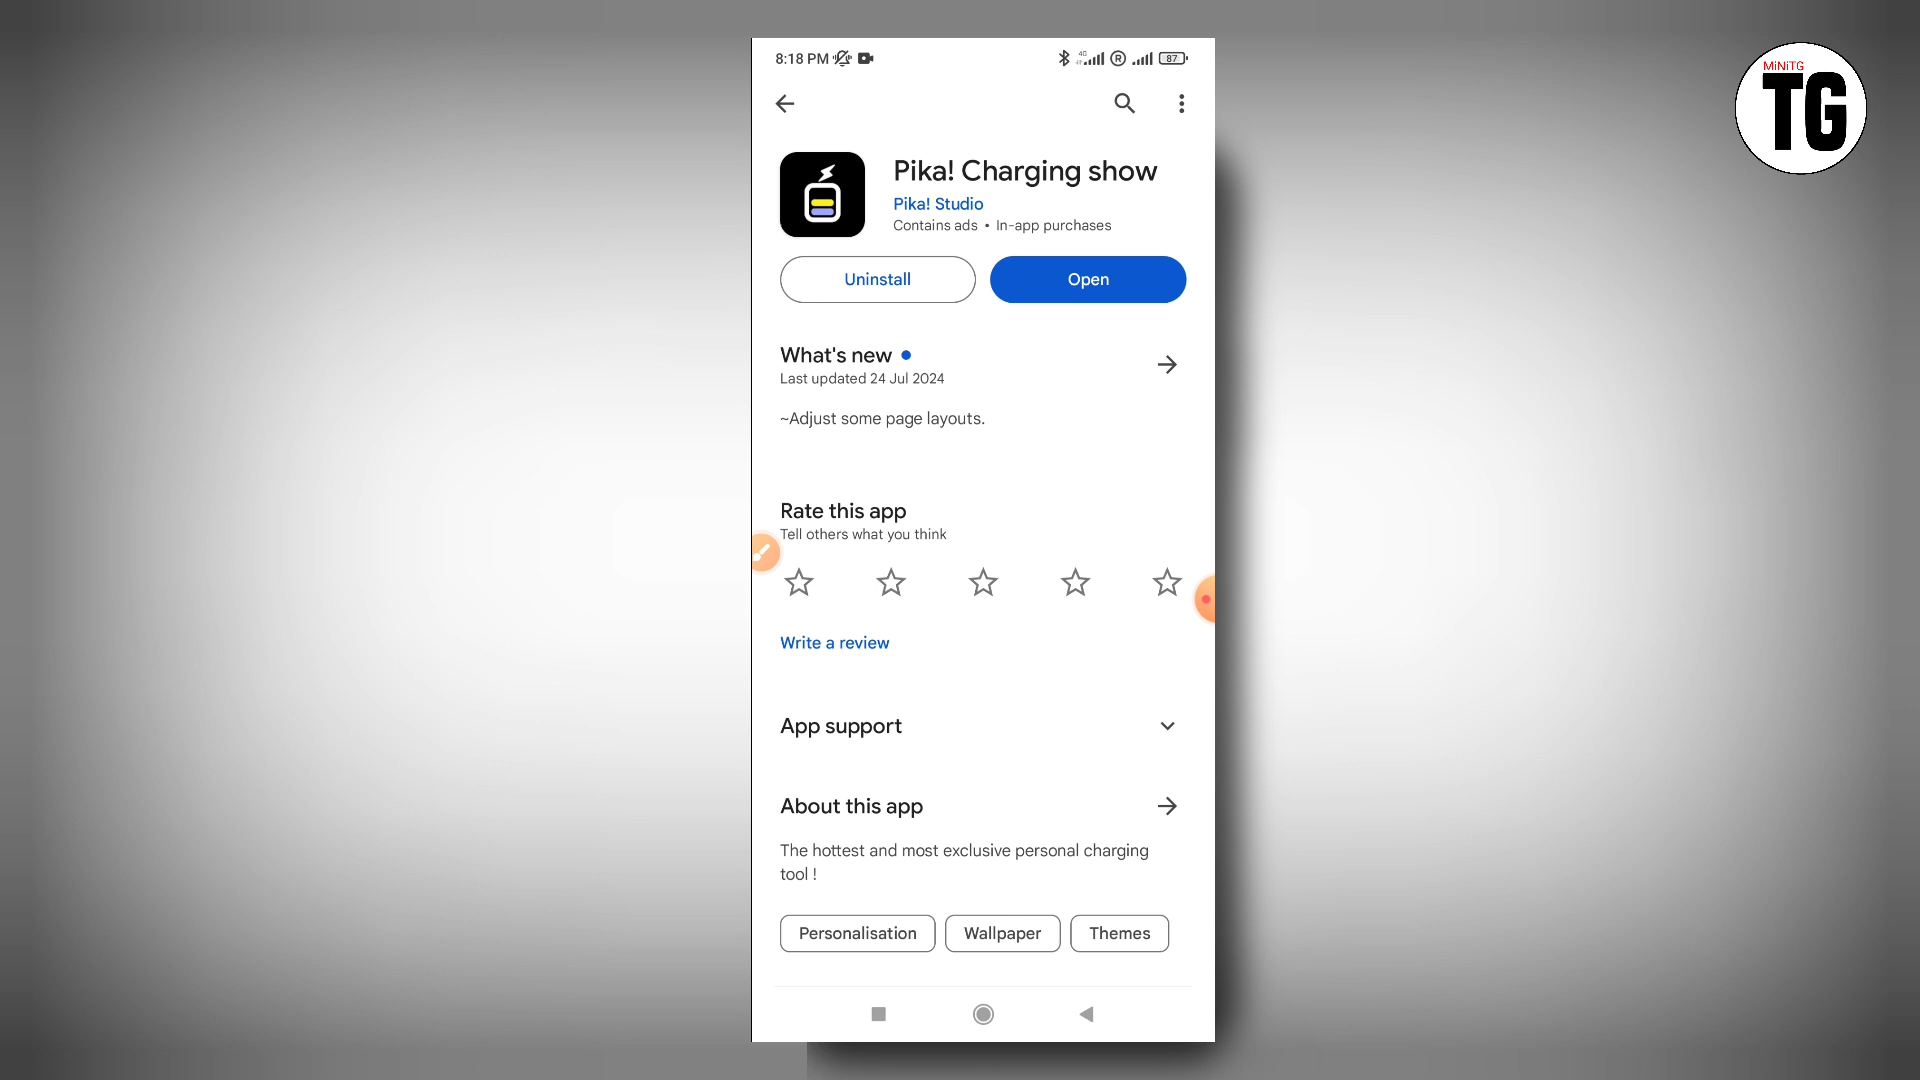 8:18 PM
4G
R
87
MiNiTG
TG
Pika! Charging show
Pika! Studio
Contains ads • In-app purchases
Uninstall
Open
What's new
Last updated 24 Jul 2024
~Adjust some page layouts.
Rate this app
Tell others what you think
Write a review
App support
About this app
The hottest and most exclusive personal charging
tool !
Personalisation
Wallpaper
Themes